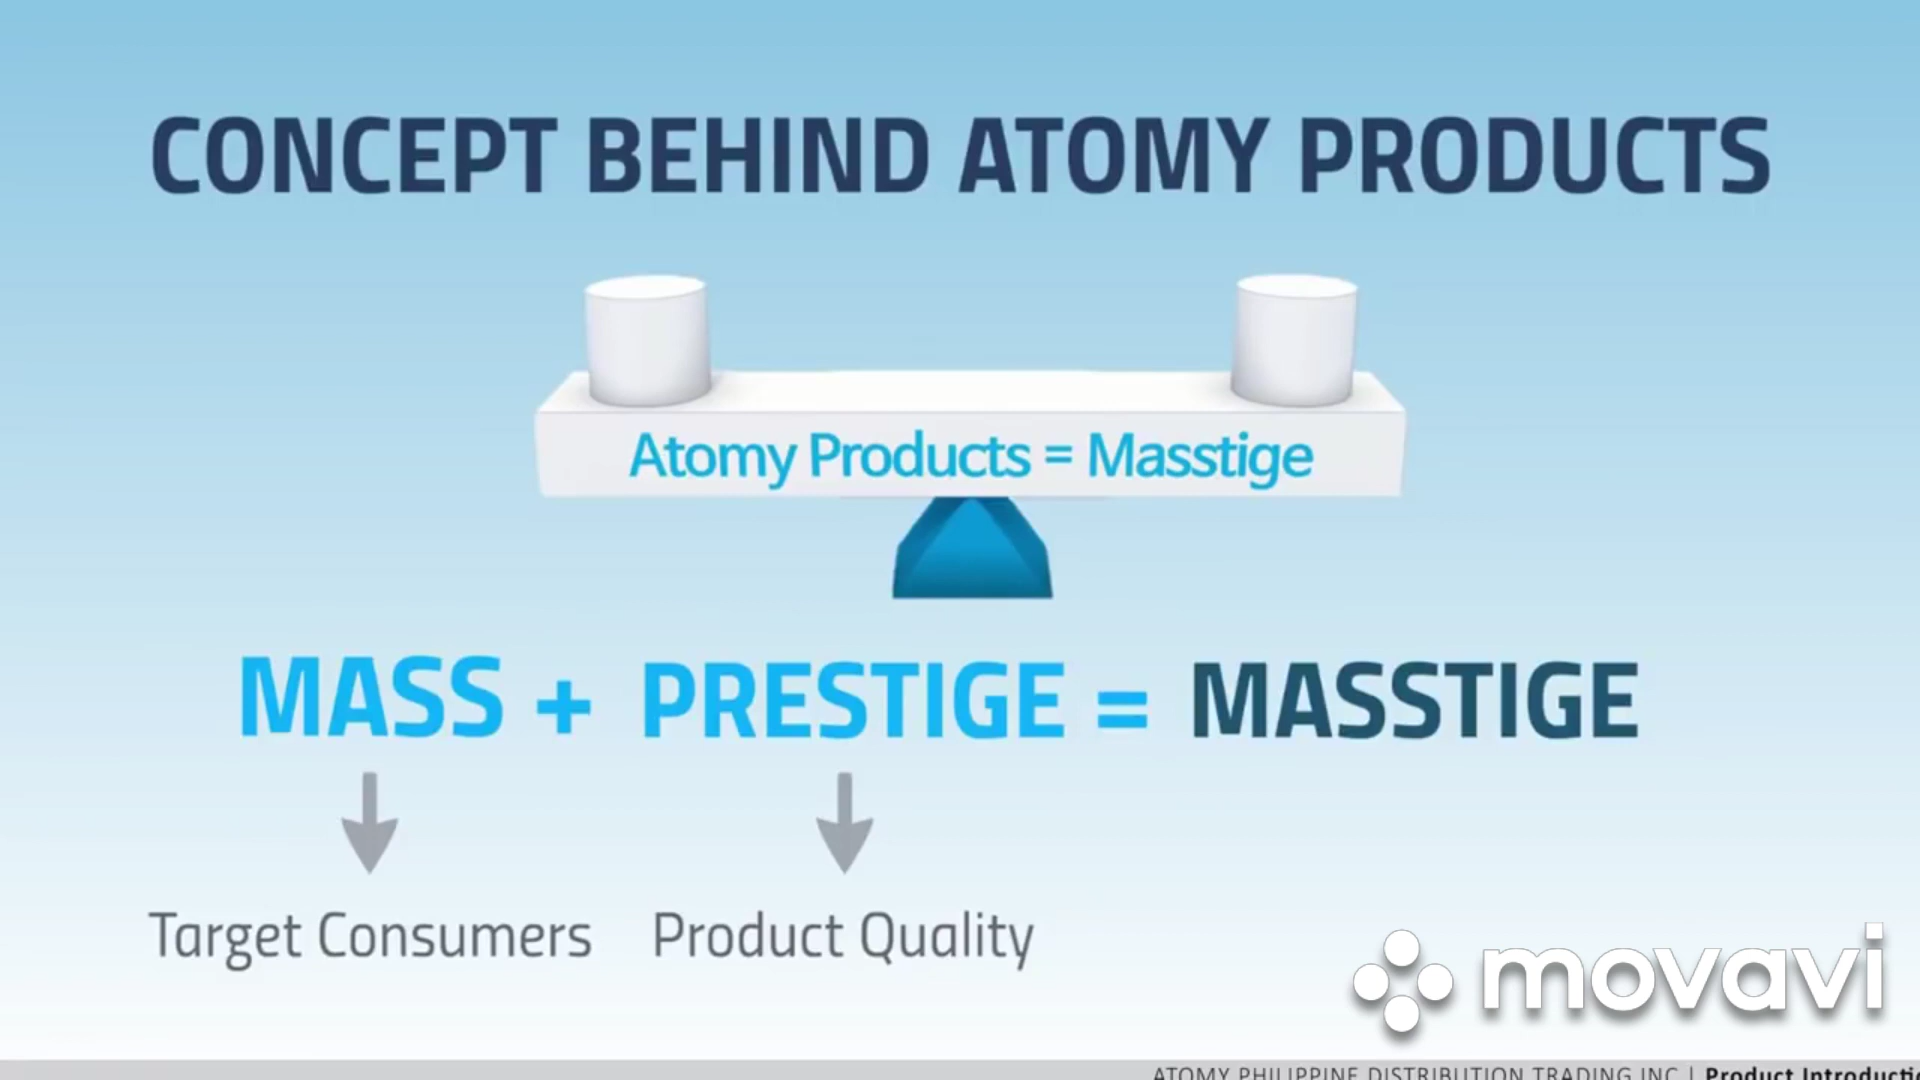 CONCEPT BEHIND ATOMY PRODUCTS
Atomy Products = Masstige
MASS + PRESTIGE = MASSTIGE
Target Consumers Product Quality
movavi
ATOMY PHILIPPINE DISTRIBUTION TRADING INC | Product Introducti